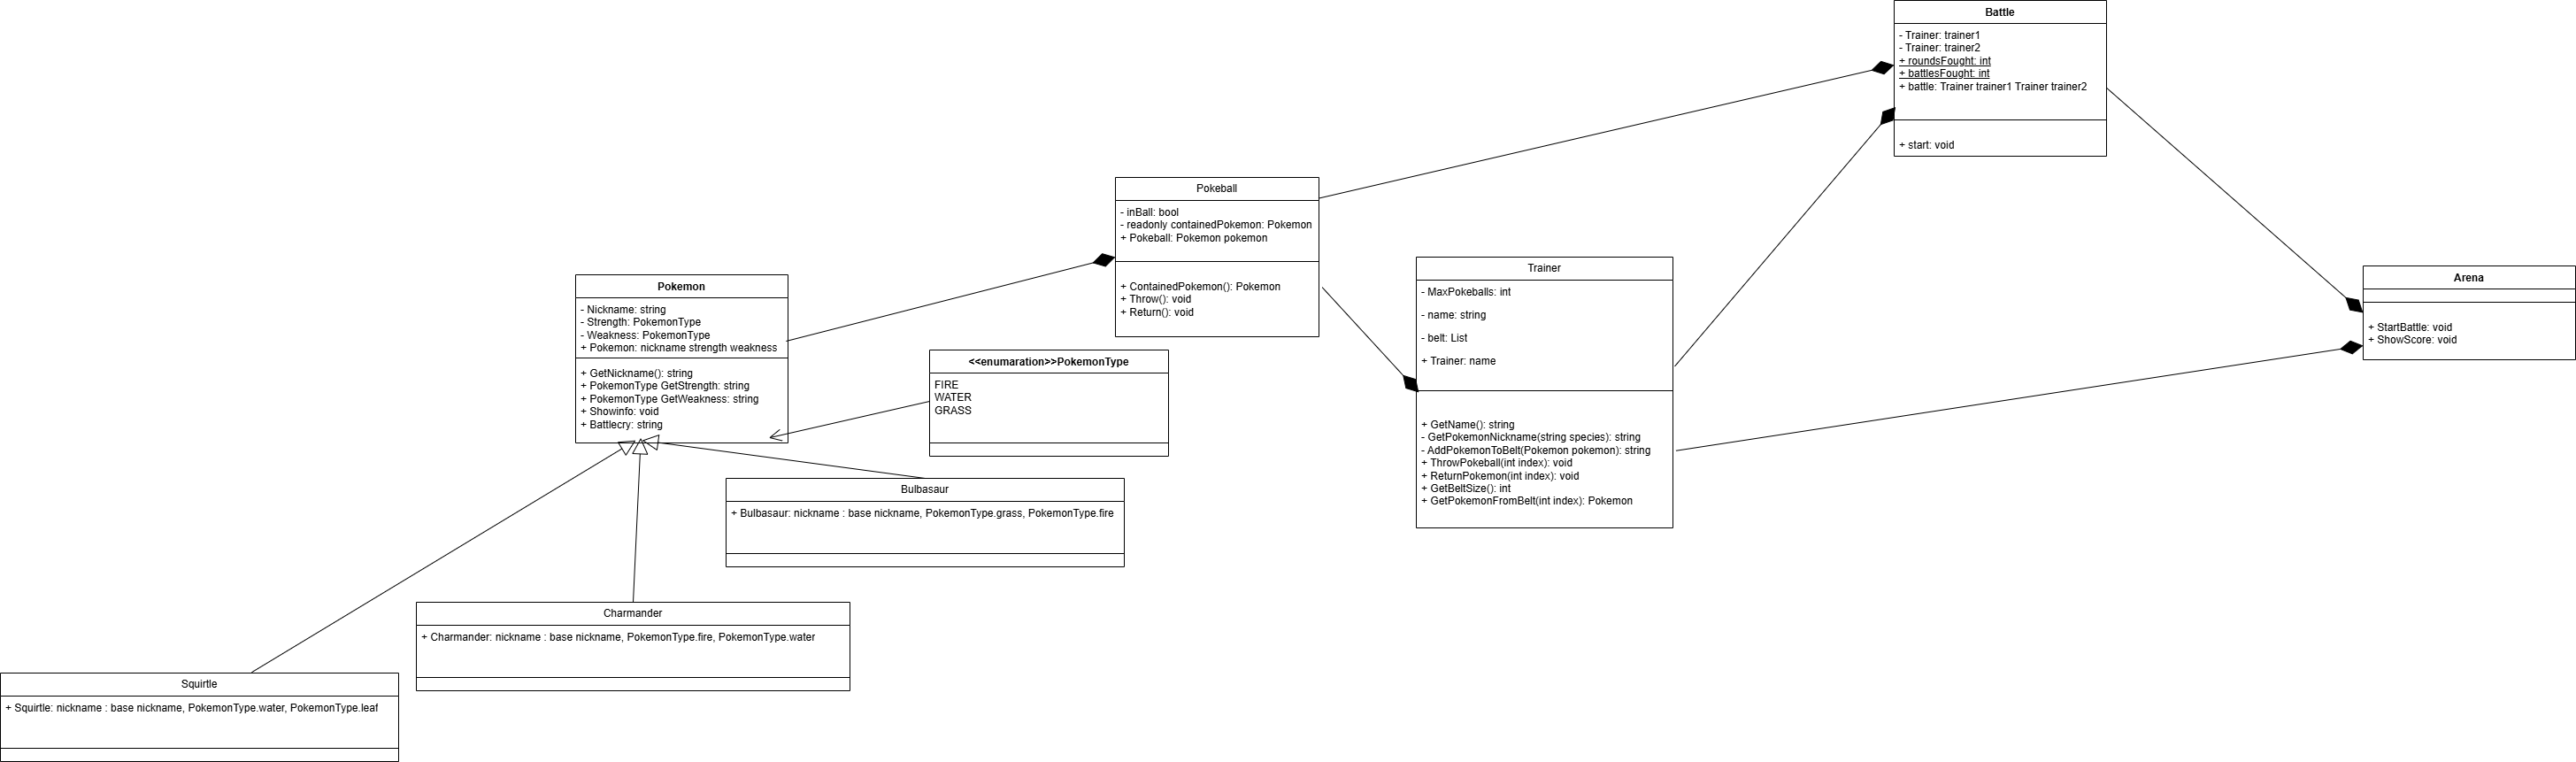 Battle
- Trainer: trainer1
- Trainer: trainer2
+ roundsFought: int
+ battlesFought: int
+ battle: Trainer trainer1 Trainer trainer2
+ start: void
Pokeball
- inBall: bool
- readonly containedPokemon: Pokemon
+ Pokeball: Pokemon pokemon
+ ContainedPokemon(): Pokemon
+ Throw(): void
+ Return(): void
Trainer
- MaxPokeballs: int
- name: string
- belt: List
+ Trainer: name
+ GetName(): string
- GetPokemonNickname(string species): string
- AddPokemonToBelt(Pokemon pokemon): string
+ ThrowPokeball(int index): void
+ ReturnPokemon(int index): void
+ GetBeltSize(): int
+ GetPokemonFromBelt(int index): Pokemon
Arena
+ StartBattle: void
+ ShowScore: void
Pokemon
- Nickname: string
- Strength: PokemonType
- Weakness: PokemonType
+ Pokemon: nickname strength weakness
+ GetNickname(): string
+ PokemonType GetStrength: string
+ PokemonType GetWeakness: string
+ Showinfo: void
+ Battlecry: string
<<enumaration>>PokemonType
FIRE
WATER
GRASS
Bulbasaur
+ Bulbasaur: nickname : base nickname, PokemonType.grass, PokemonType.fire
Charmander
+ Charmander: nickname : base nickname, PokemonType.fire, PokemonType.water
Squirtle
+ Squirtle: nickname : base nickname, PokemonType.water, PokemonType.leaf